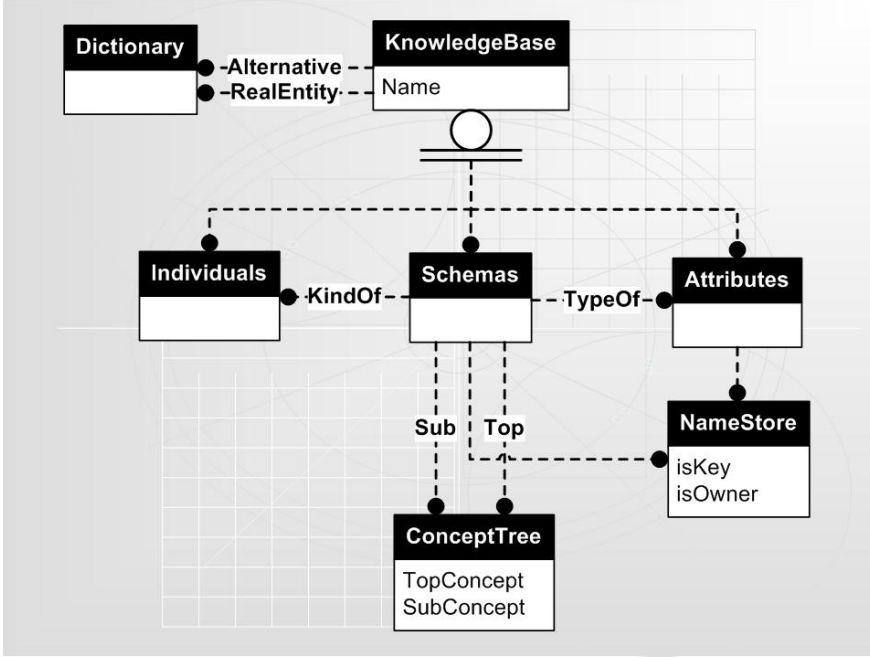 Dictionary
KnowledgeBase
Alternative
RealEntity
Name
Individuals
Schemas
Attributes
KindOf
TypeOf
Sub
Top
NameStore
isKey
isOwner
ConceptTree
TopConcept
SubConcept